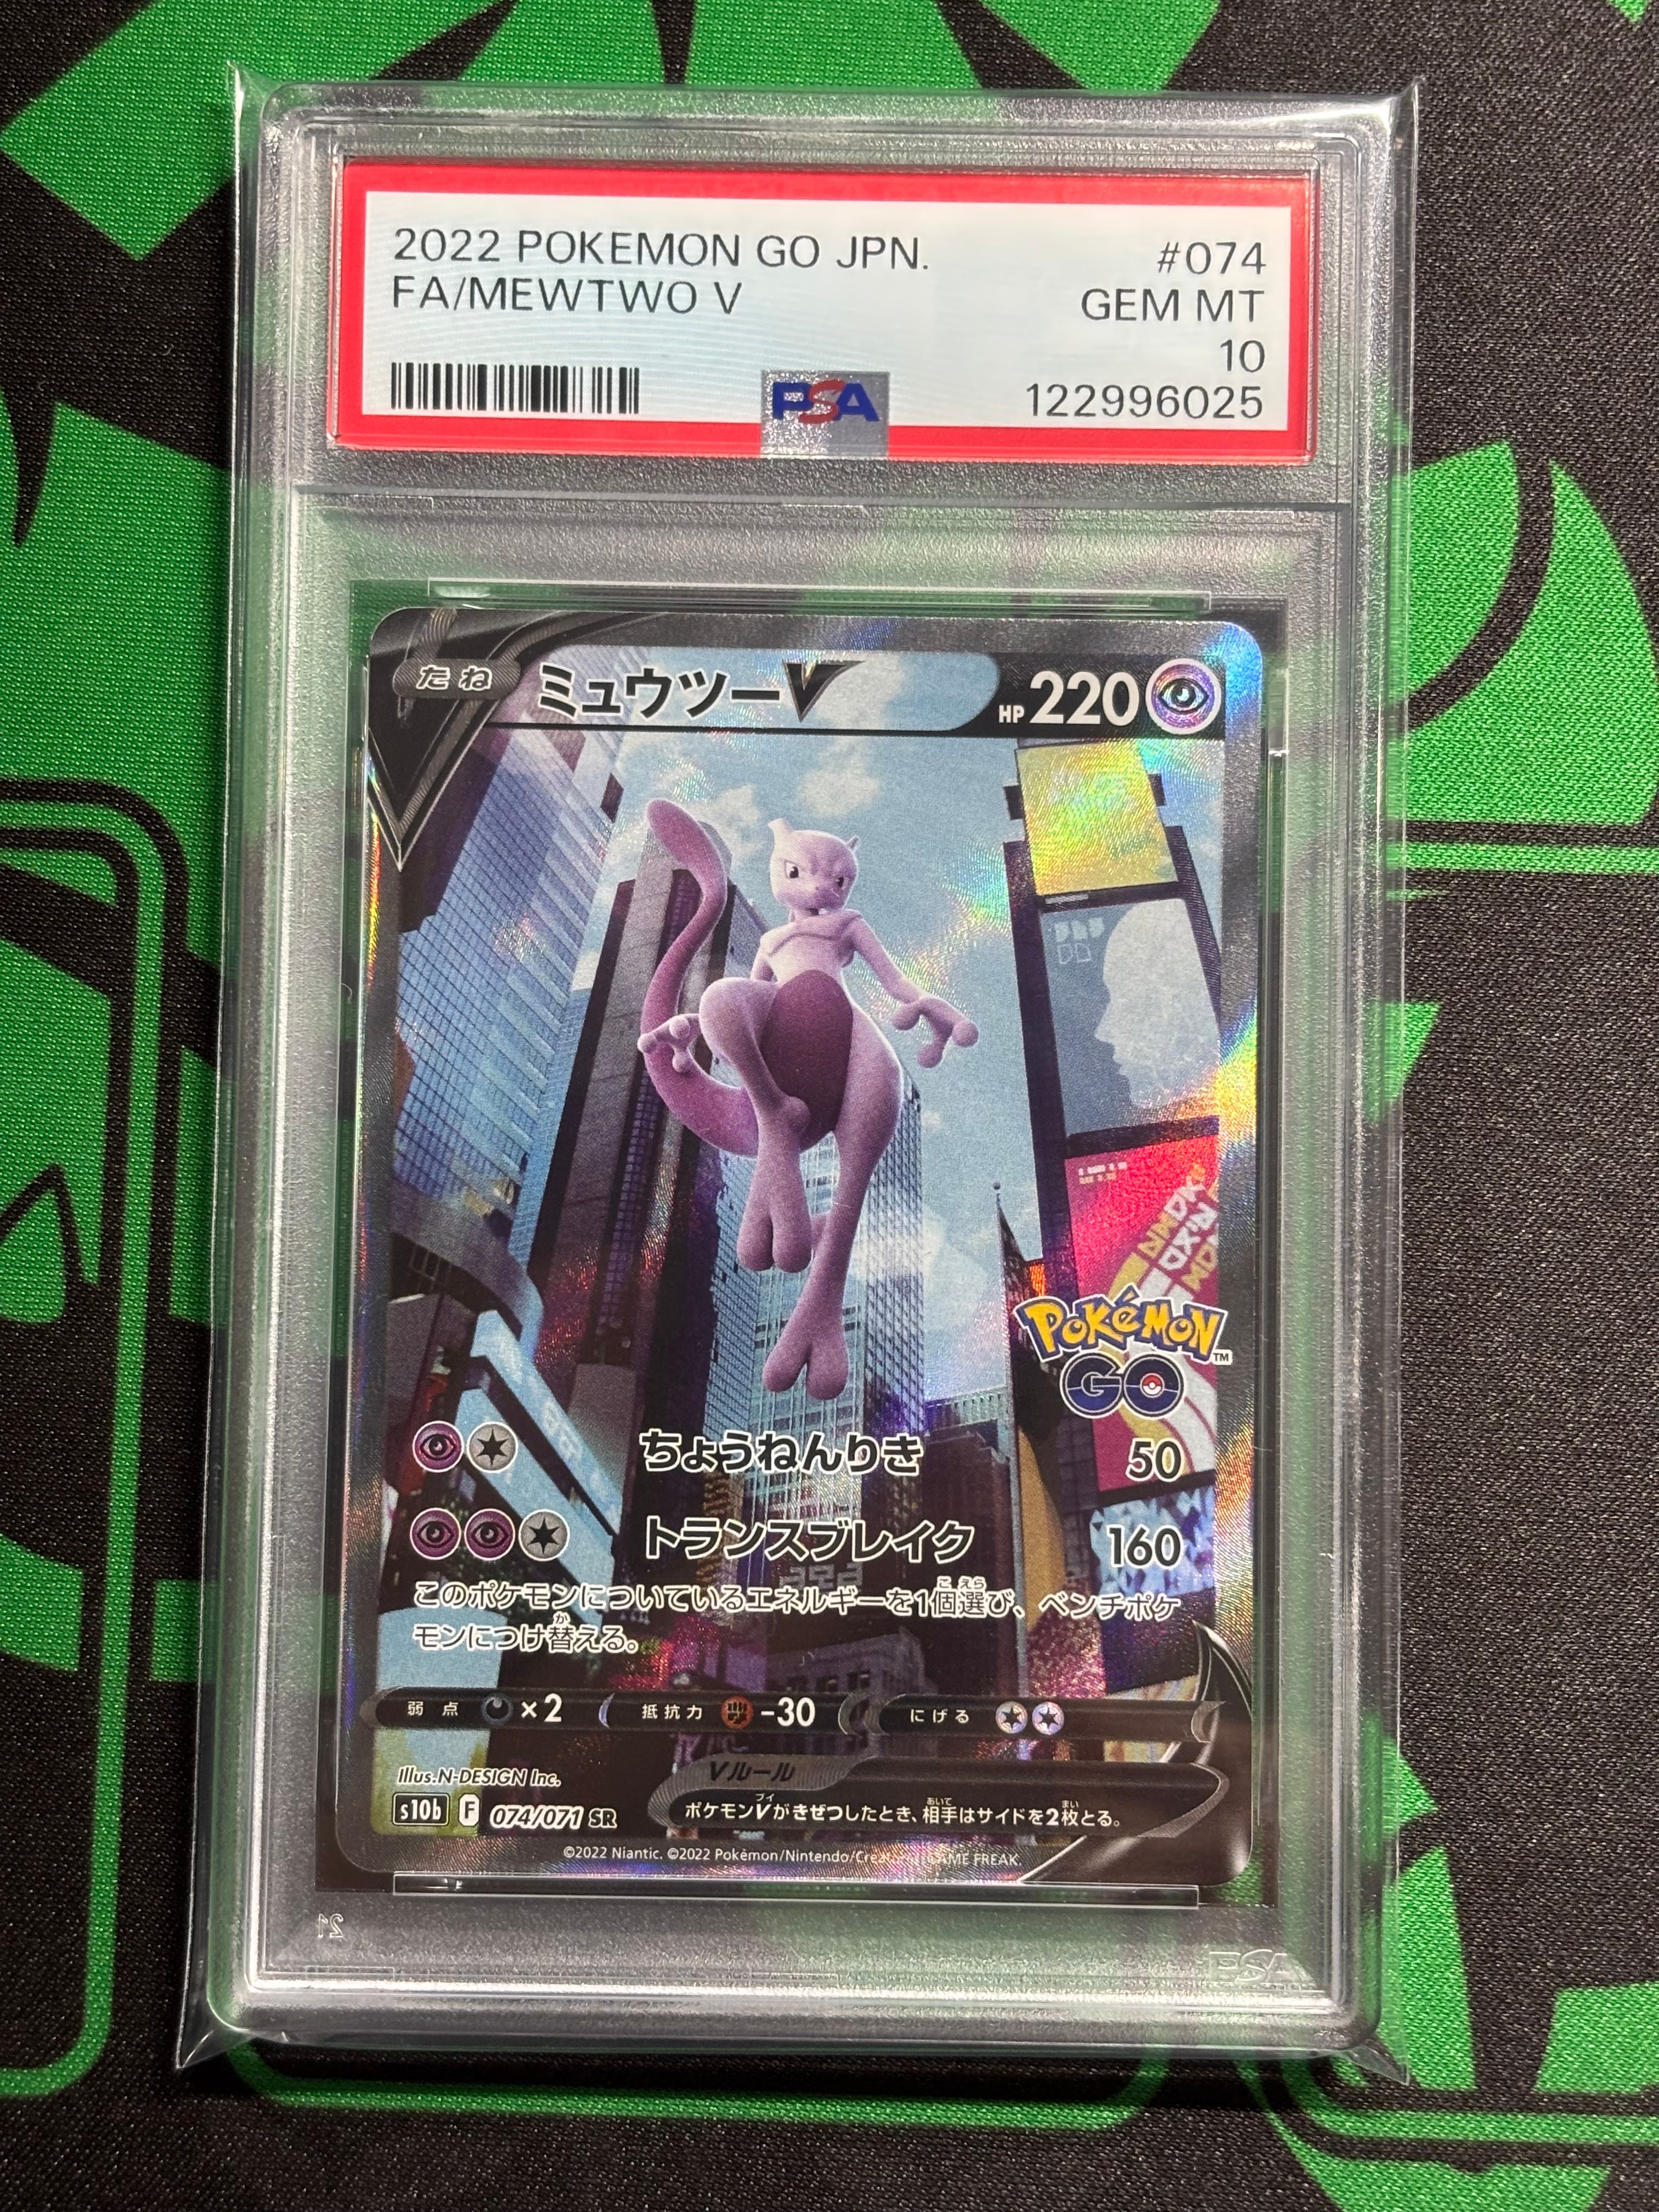 2022 POKEMON GO JPN. #074
FA/MEWTWO V GEM MT
10
PSA 122996025
たね ミュウツーV HP 220
POKéMON ™
GO
ちょうねんりき 50
トランスブレイク 160
このポケモンについているエネルギーを1個選び、ベンチポケ
モンにつけ替える。
弱点 ×2 抵抗力 -30 にげる
Illus.N-DESIGN Inc. Vルール
s10b F 074/071 SR ポケモンVがきぜつしたとき、相手はサイドを2枚とる。
©2022 Niantic. ©2022 Pokémon/Nintendo/Creatures/GAME FREAK.
21 PSA